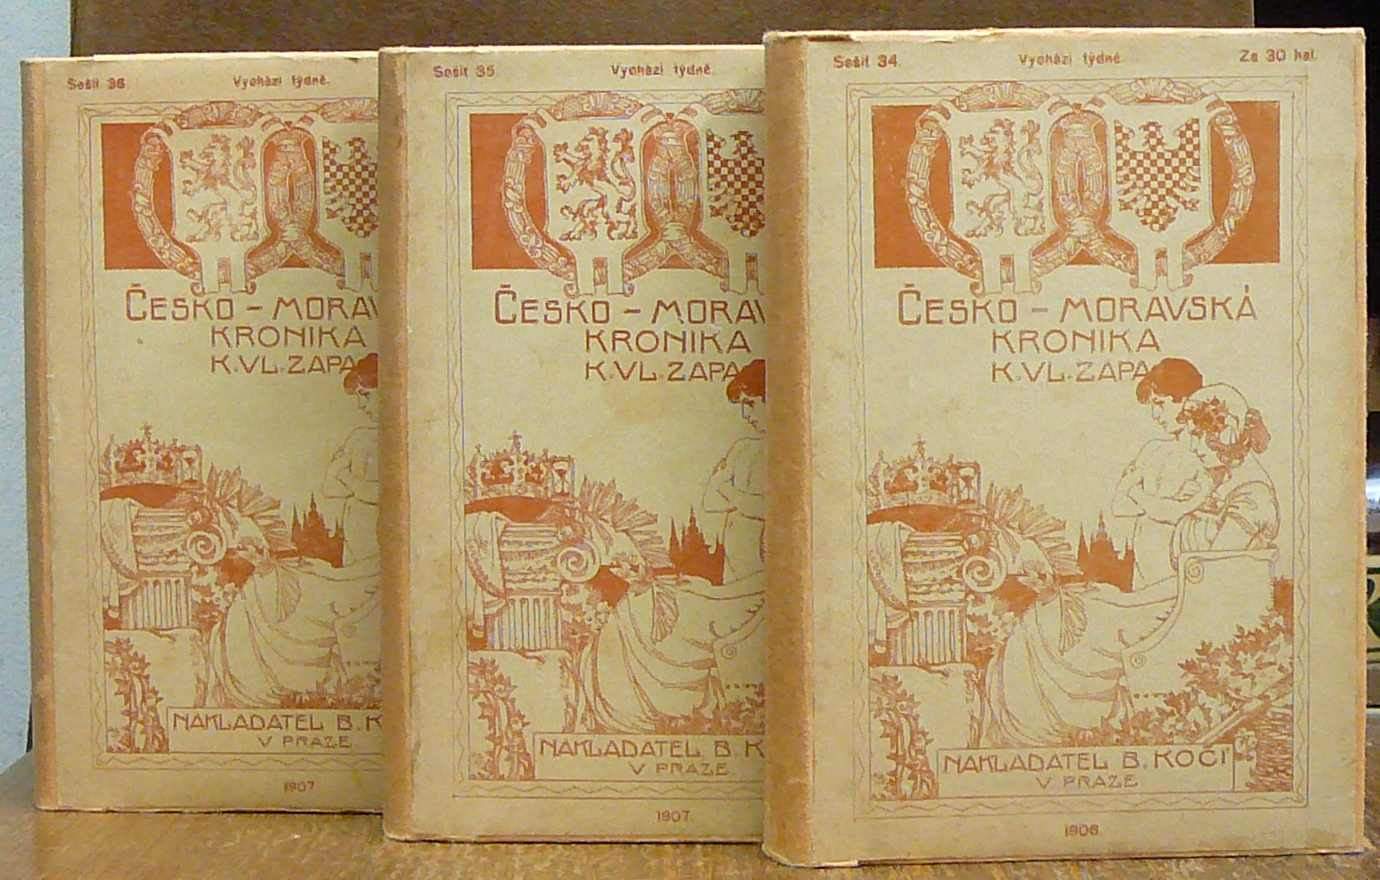 Sešit 36
Vychází týdně.
ČESKO – MORAV
KRONIKA
K. VL. ZAPA
NAKLADATEL B. K
V PRAZE
1907
Sešit 35
Vychází týdně.
ČESKO – MORAV
KRONIKA
K. VL. ZAPA
NAKLADATEL B. K
V PRAZE
1907
Sešit 34
Vychází týdně.
Za 30 hal.
ČESKO – MORAVSKÁ
KRONIKA
K. VL. ZAPA
NAKLADATEL B. KOČÍ
V PRAZE
1906